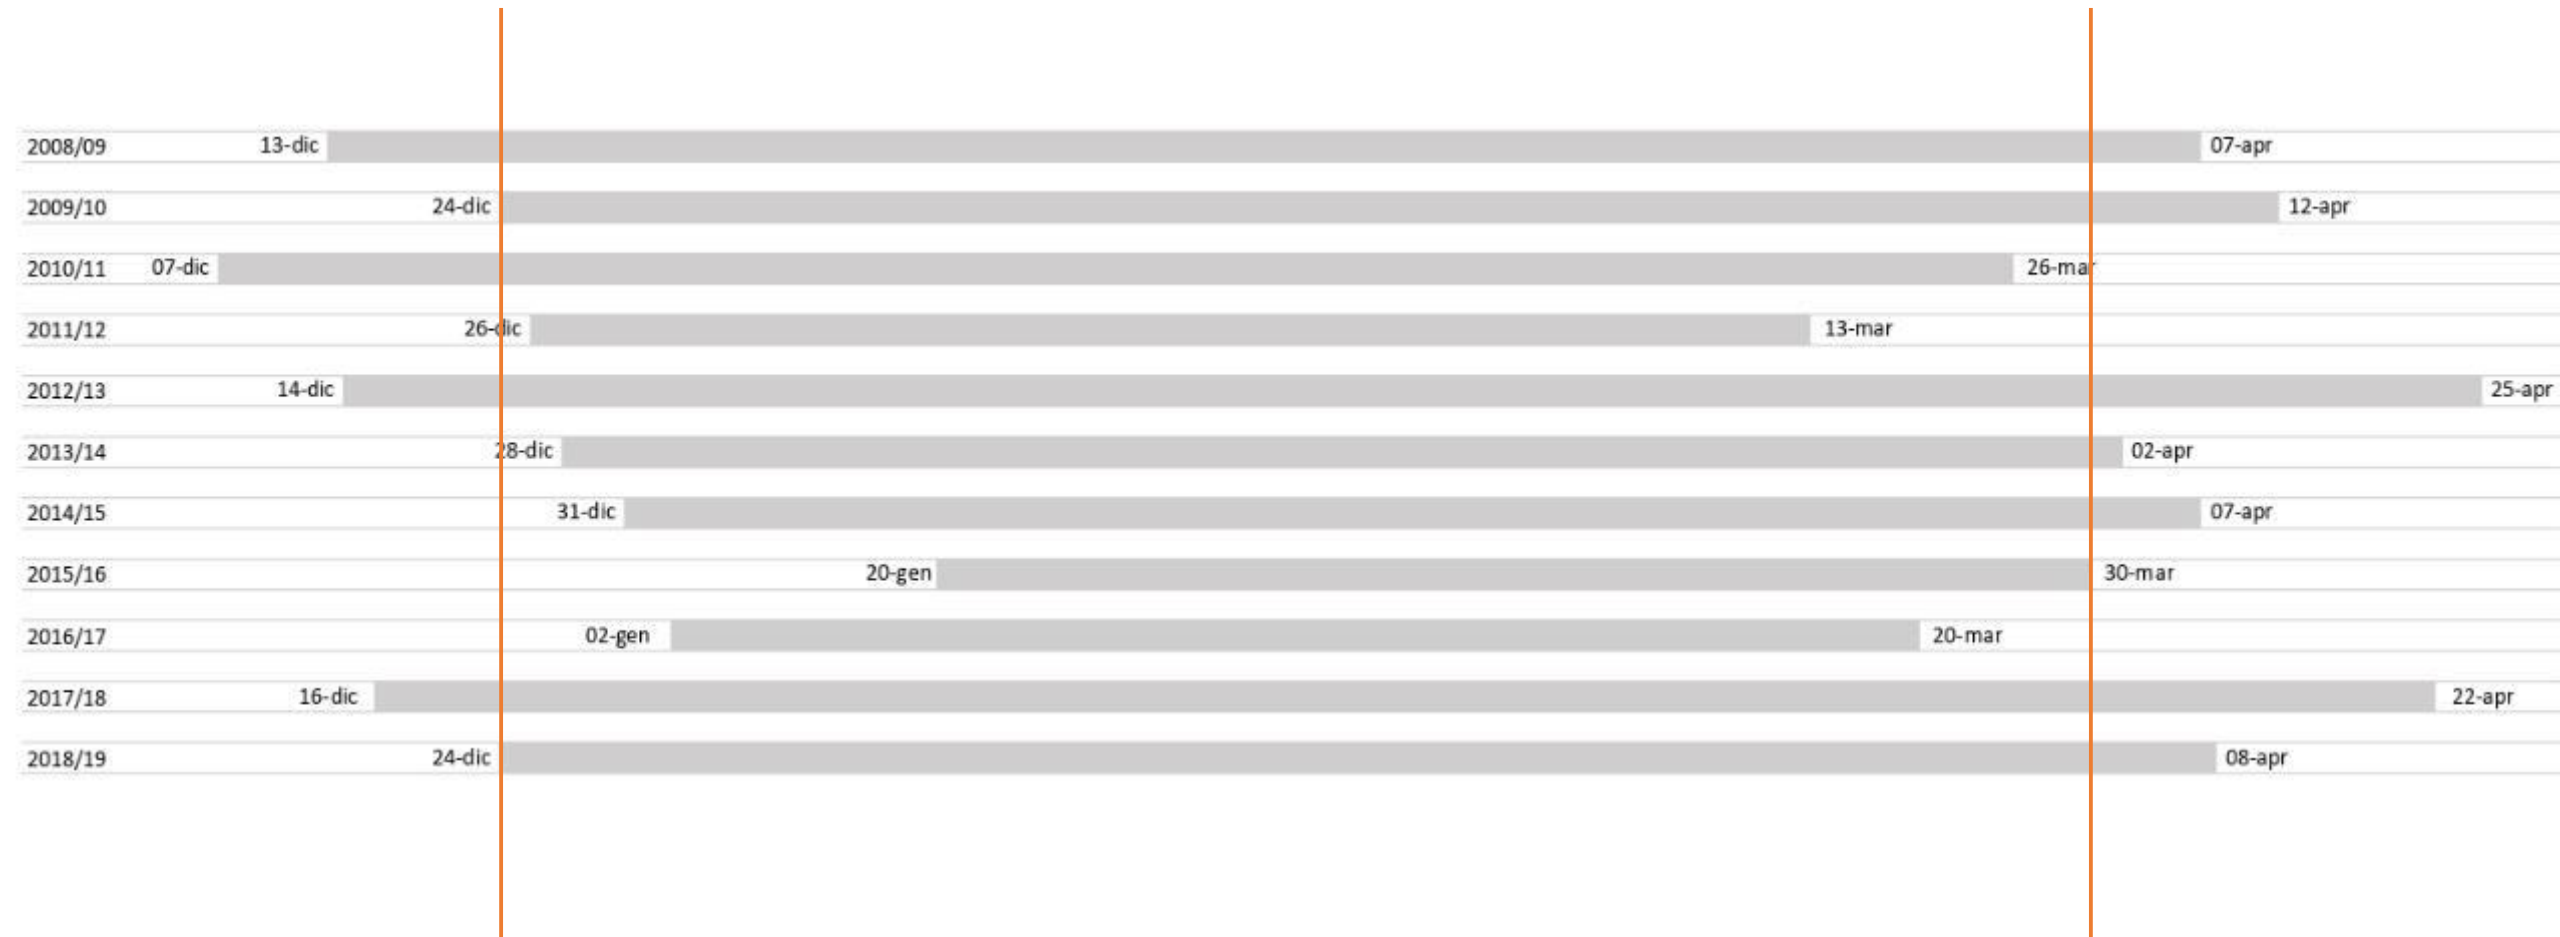 2008/09 13-dic 07-apr
2009/10 24-dic 12-apr
2010/11 07-dic 26-mar
2011/12 26-dic 13-mar
2012/13 14-dic 25-apr
2013/14 28-dic 02-apr
2014/15 31-dic 07-apr
2015/16 20-gen 30-mar
2016/17 02-gen 20-mar
2017/18 16-dic 22-apr
2018/19 24-dic 08-apr